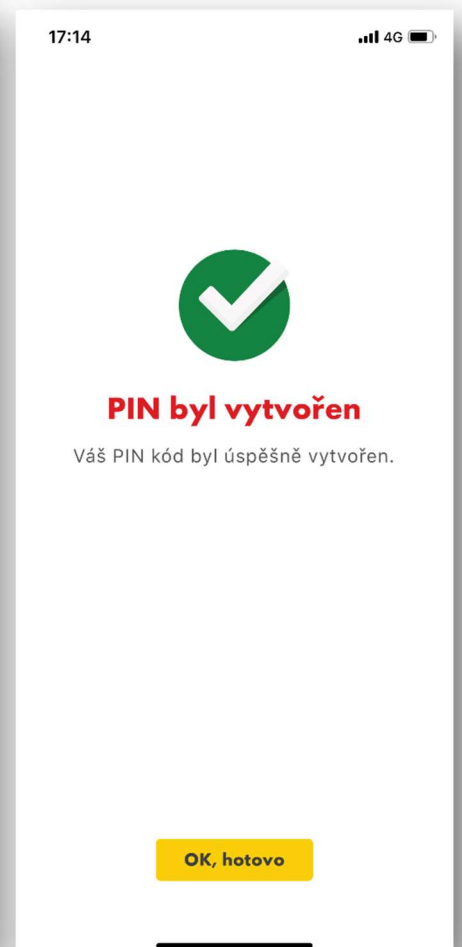 17:14
4G
PIN byl vytvořen
Váš PIN kód byl úspěšně vytvořen.
OK, hotovo